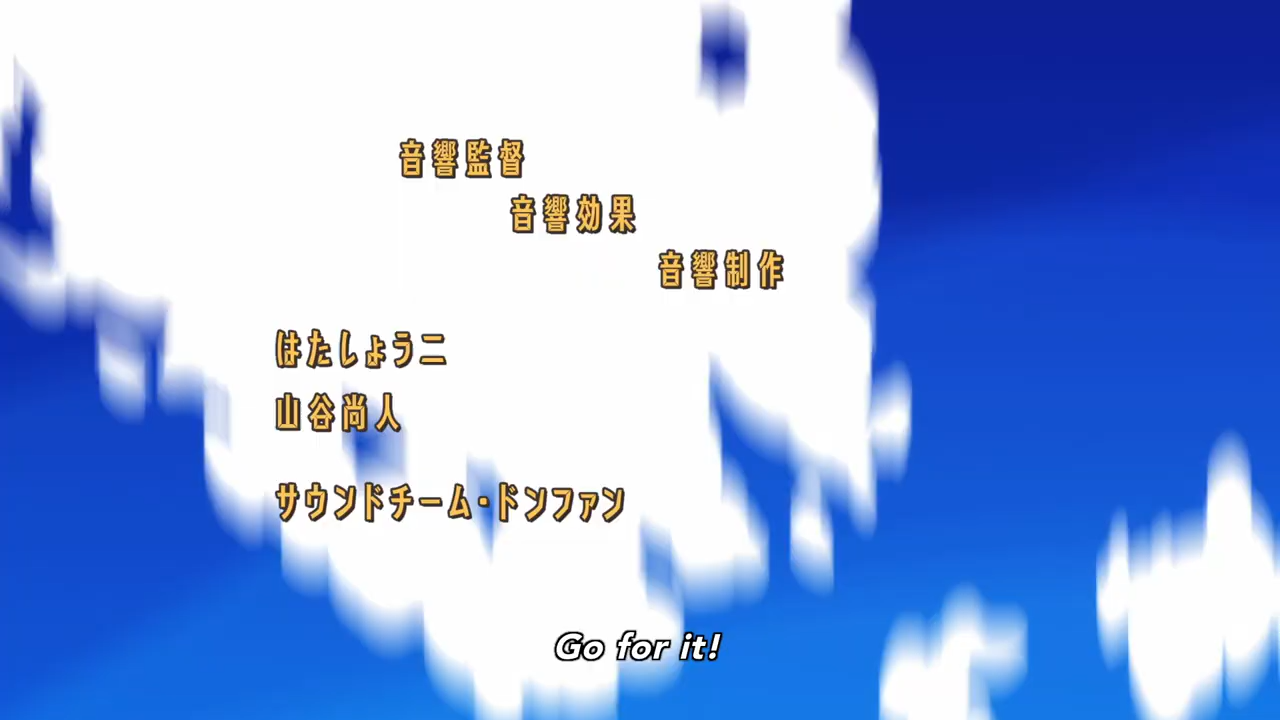 音響監督
音響効果
音響制作
はたしょう二
山谷尚人
サウンドチーム・ドンファン
Go for it!